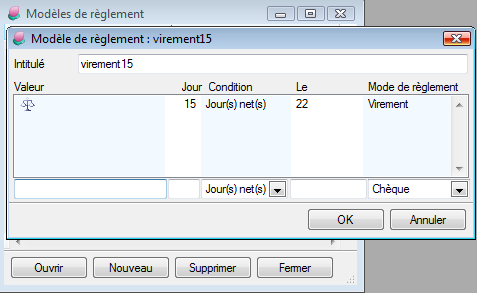 Modèles de règlement
Modèle de règlement : virement15
Intitulé virement15
Valeur Jour Condition Le Mode de règlement
15 Jour(s) net(s) 22 Virement
Jour(s) net(s) Chèque
OK Annuler
Ouvrir Nouveau Supprimer Fermer